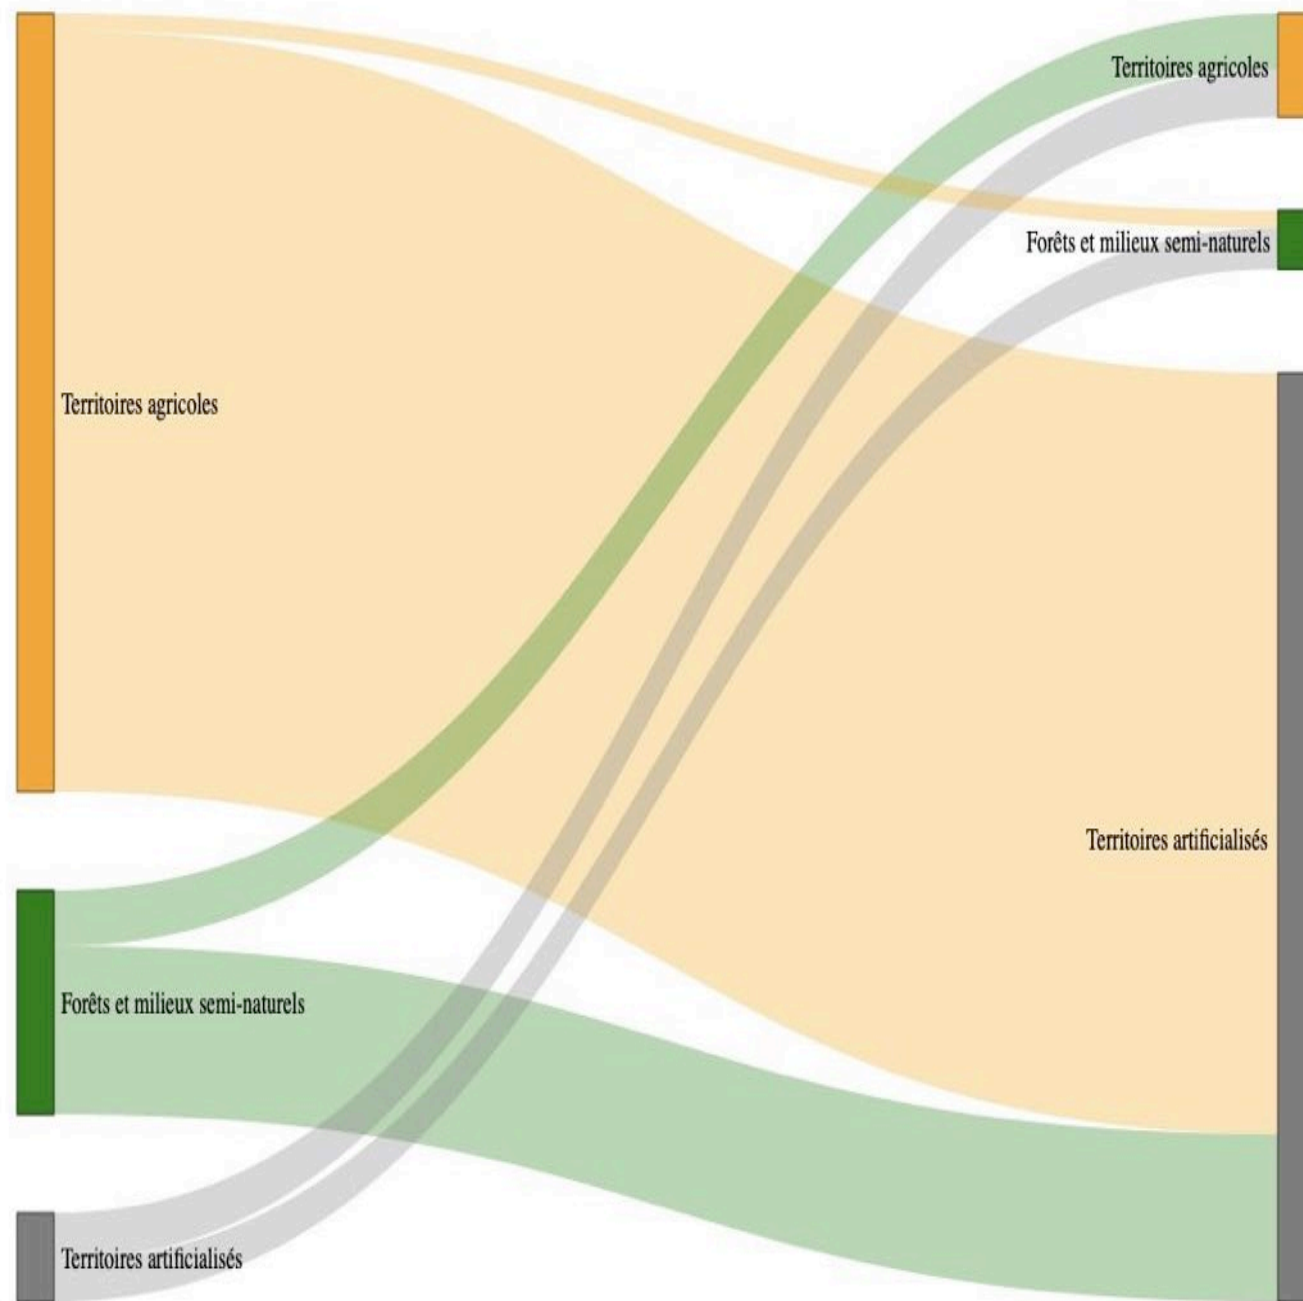 Territoires agricoles
Forêts et milieux semi-naturels
Territoires agricoles
Territoires artificialisés
Forêts et milieux semi-naturels
Territoires artificialisés